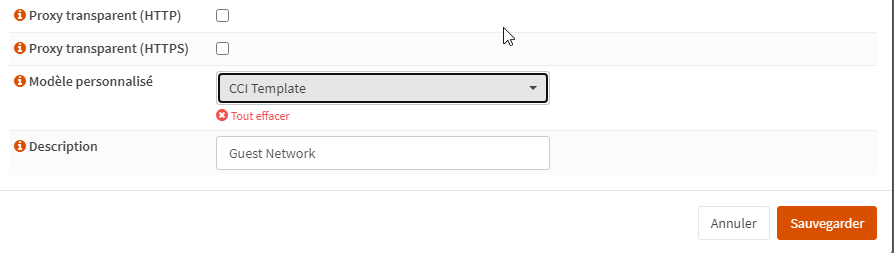 Proxy transparent (HTTP)
Proxy transparent (HTTPS)
Modèle personnalisé
CCI Template
Tout effacer
Description
Guest Network
Annuler
Sauvegarder